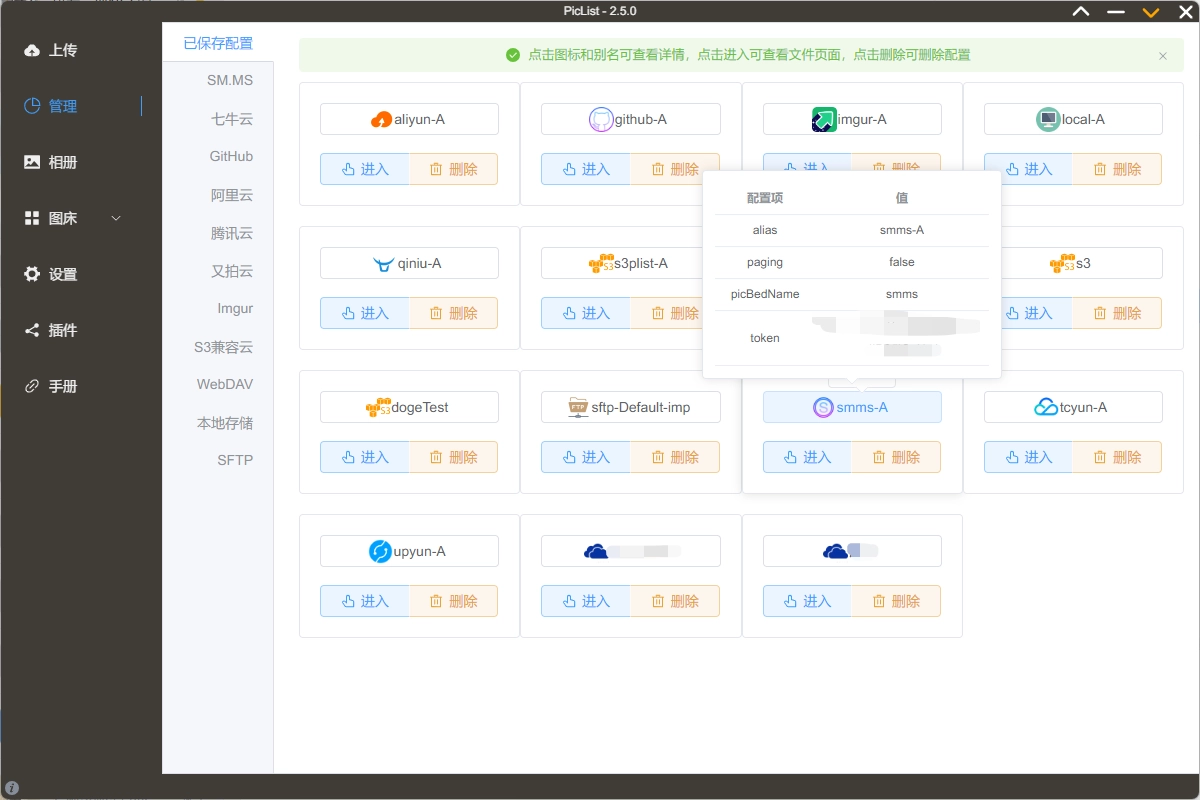 PicList - 2.5.0
上传
管理
相册
图床
设置
插件
手册
已保存配置
SM.MS
七牛云
GitHub
阿里云
腾讯云
又拍云
Imgur
S3兼容云
WebDAV
本地存储
SFTP
点击图标和别名可查看详情，点击进入可查看文件页面，点击删除可删除配置
aliyun-A
github-A
imgur-A
local-A
进入 删除
进入 删除
进入 删除
进入 删除
配置项 值
alias smms-A
paging false
picBedName smms
token
qiniu-A
s3plist-A
s3
进入 删除
进入 删除
进入 删除
dogeTest
sftp-Default-imp
smms-A
tcyun-A
进入 删除
进入 删除
进入 删除
进入 删除
upyun-A
进入 删除
进入 删除
进入 删除